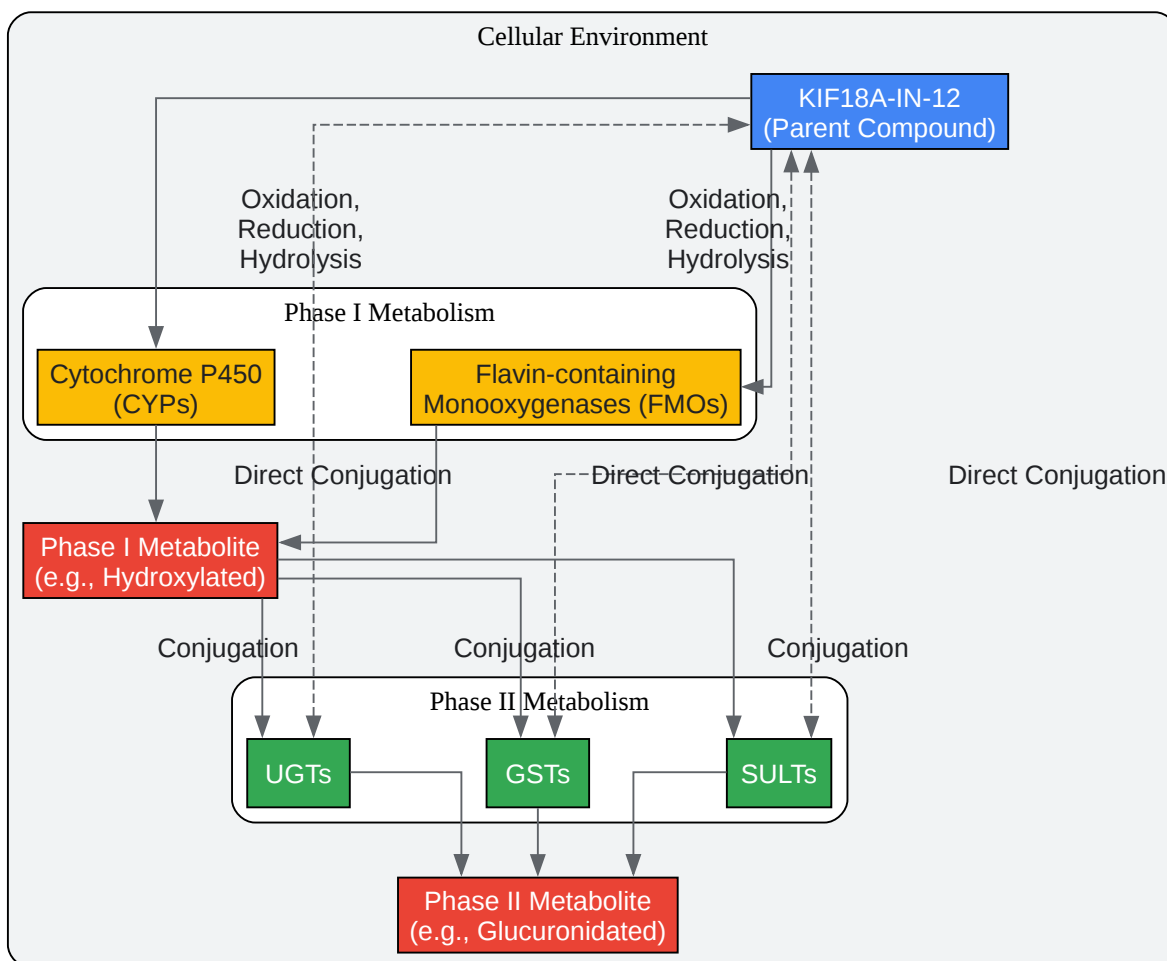 Cellular Environment
KIF18A-IN-12
(Parent Compound)
Oxidation,
Reduction,
Hydrolysis
Oxidation,
Reduction,
Hydrolysis
Phase I Metabolism
Cytochrome P450
(CYPs)
Flavin-containing
Monooxygenases (FMOs)
Direct Conjugation
Direct Conjugation
Direct Conjugation
Phase I Metabolite
(e.g., Hydroxylated)
Conjugation
Conjugation
Conjugation
Phase II Metabolism
UGTs
GSTs
SULTs
Phase II Metabolite
(e.g., Glucuronidated)